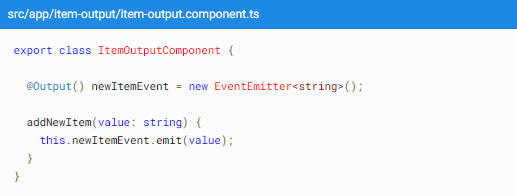 src/app/item-output/item-output.component.ts
export class ItemOutputComponent {
@Output() newItemEvent = new EventEmitter<string>();
addNewItem(value: string) {
this.newItemEvent.emit(value);
}
}